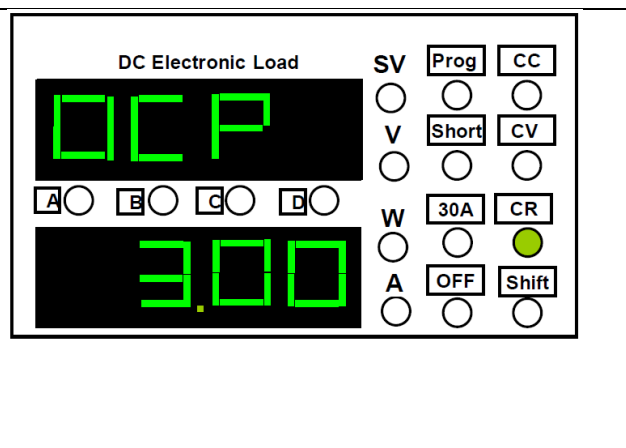 DC Electronic Load
SV
Prog
CC
OCP
V
Short
CV
A
B
C
D
W
30A
CR
3.00
A
OFF
Shift